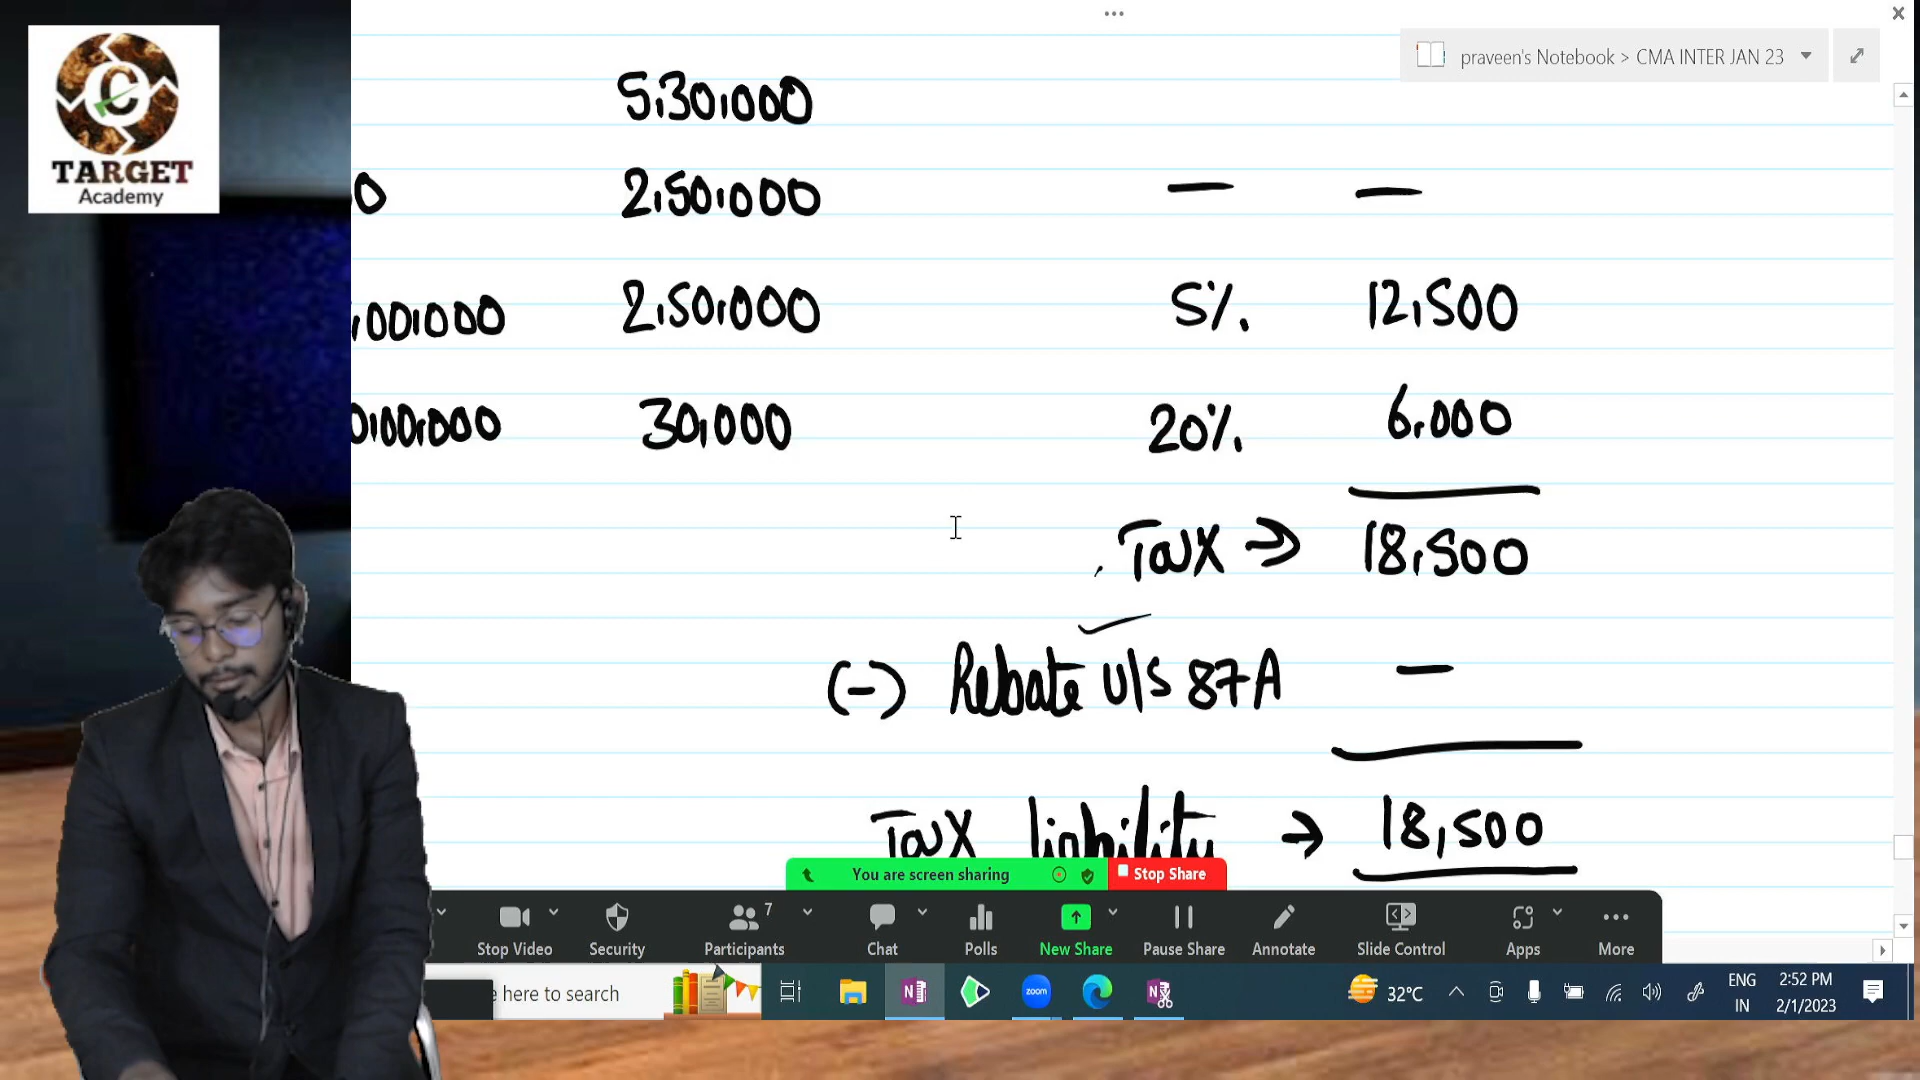 TARGET
Academy
praveen's Notebook > CMA INTER JAN 23
5,30,000
0 2,50,000 — —
,00,000 2,50,000 5%. 12,500
0,00,000 30,000 20%. 6,000
Tax → 18,500
(-) Rebate U/S 87A —
Tax liability → 18,500
You are screen sharing Stop Share
Stop Video Security Participants 7 Chat Polls New Share Pause Share Annotate Slide Control Apps More
e here to search
zoom
32°C
ENG
IN
2:52 PM
2/1/2023